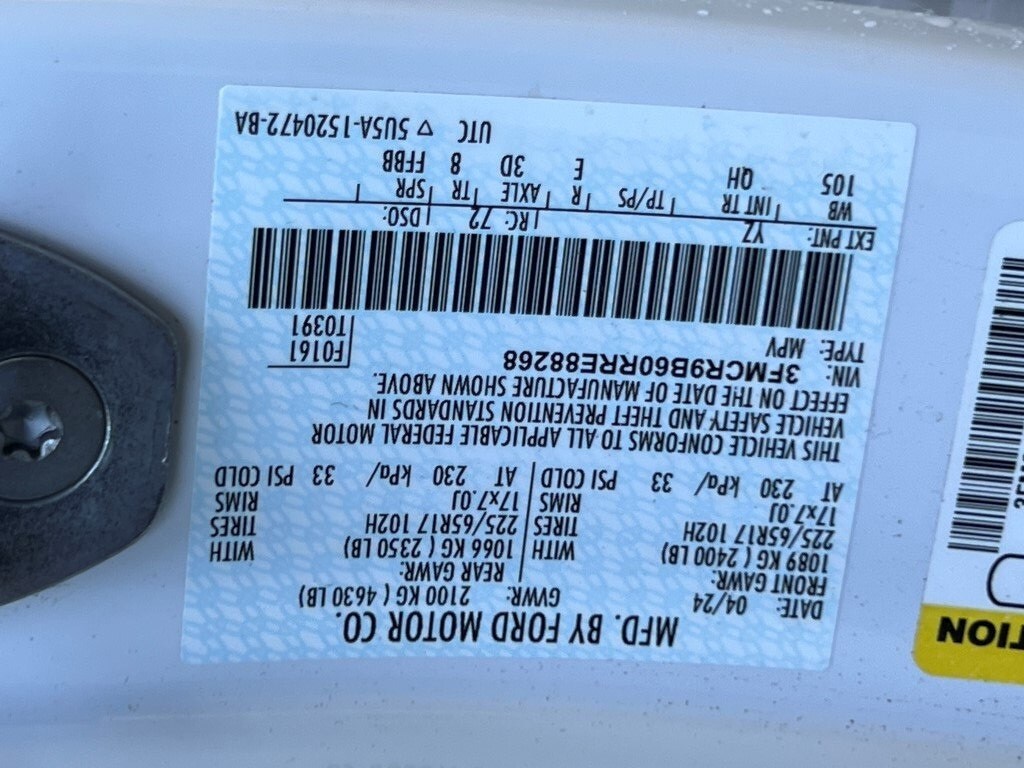 MFD. BY FORD MOTOR CO.
DATE: 04/24 GVWR: 2100 KG ( 4630 LB)
FRONT GAWR: REAR GAWR:
1089 KG ( 2400 LB) WITH 1066 KG ( 2350 LB) WITH
225/65R17 102H TIRES 225/65R17 102H TIRES
17x7.0J RIMS 17x7.0J RIMS
AT 230 kPa/ 33 PSI COLD AT 230 kPa/ 33 PSI COLD
THIS VEHICLE CONFORMS TO ALL APPLICABLE FEDERAL MOTOR
VEHICLE SAFETY AND THEFT PREVENTION STANDARDS IN
EFFECT ON THE DATE OF MANUFACTURE SHOWN ABOVE.
VIN: 3FMCR9B60RRE88268 F0161
TYPE: MPV T0391
EXT PNT: YZ RC: 72 DSO:
WB INT TR TP/PS R AXLE TR SPR
105 QH E 3D 8 FFBB
UTC ▽ 5U5A-1520472-BA
TION